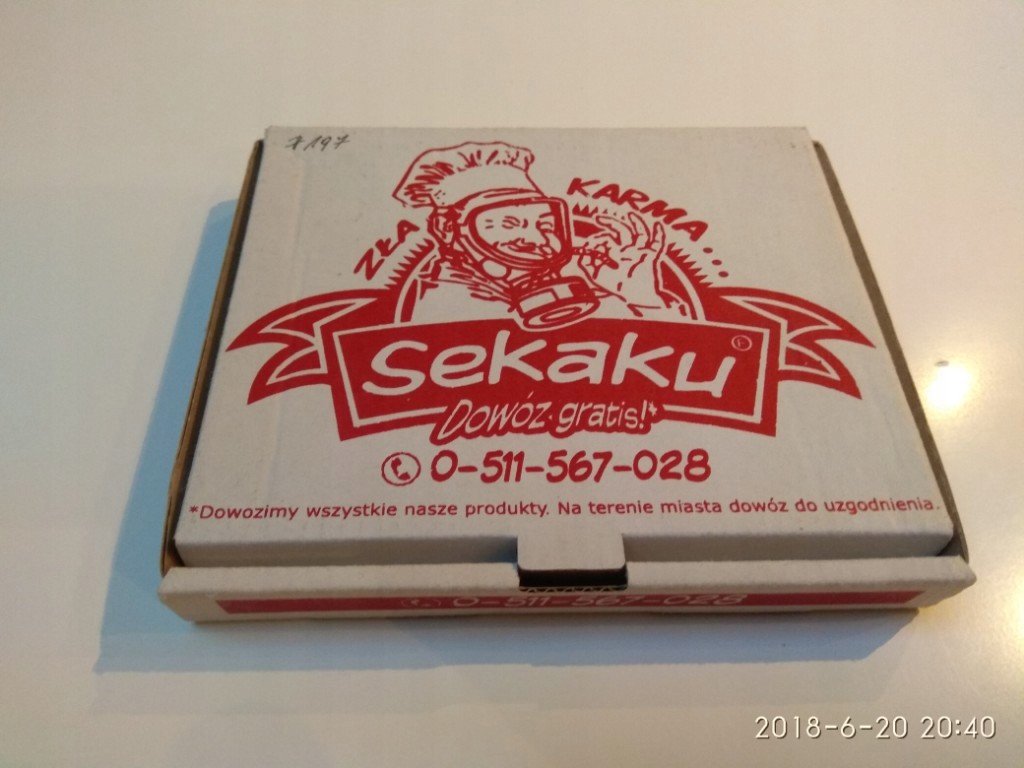 7197
ZŁA KARMA...
Sekaku
Dowóz gratis!*
0-511-567-028
*Dowozimy wszystkie nasze produkty. Na terenie miasta dowóz do uzgodnienia.
0-511-567-028
2018-6-20 20:40